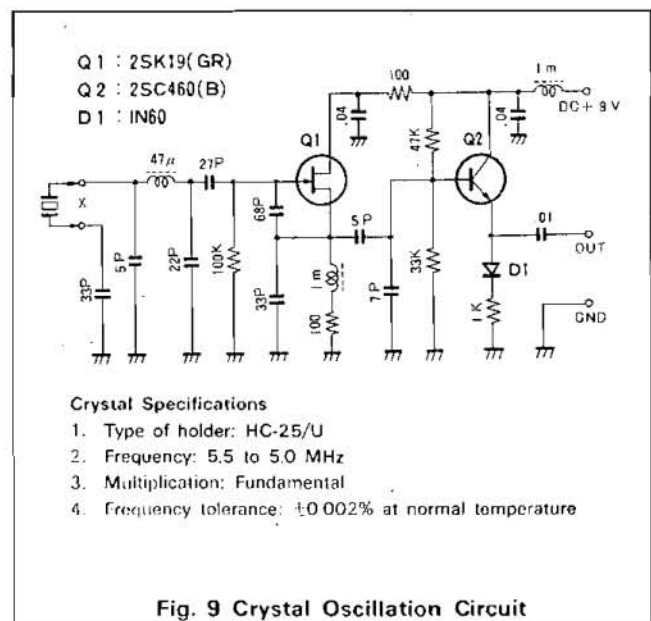 Q1 : 2SK19(GR)
Q2 : 2SC460(B)
D1 : IN60
1m
100
.04
DC+9V
.04
Q1
47K
Q2
47μ
27P
X
68P
5P
.01
OUT
5P
22P
100K
1m
D1
33P
33P
7P
33K
1K
GND
100
Crystal Specifications
1. Type of holder: HC-25/U
2. Frequency: 5.5 to 5.0 MHz
3. Multiplication: Fundamental
4. Frequency tolerance: ±0.002% at normal temperature
Fig. 9 Crystal Oscillation Circuit